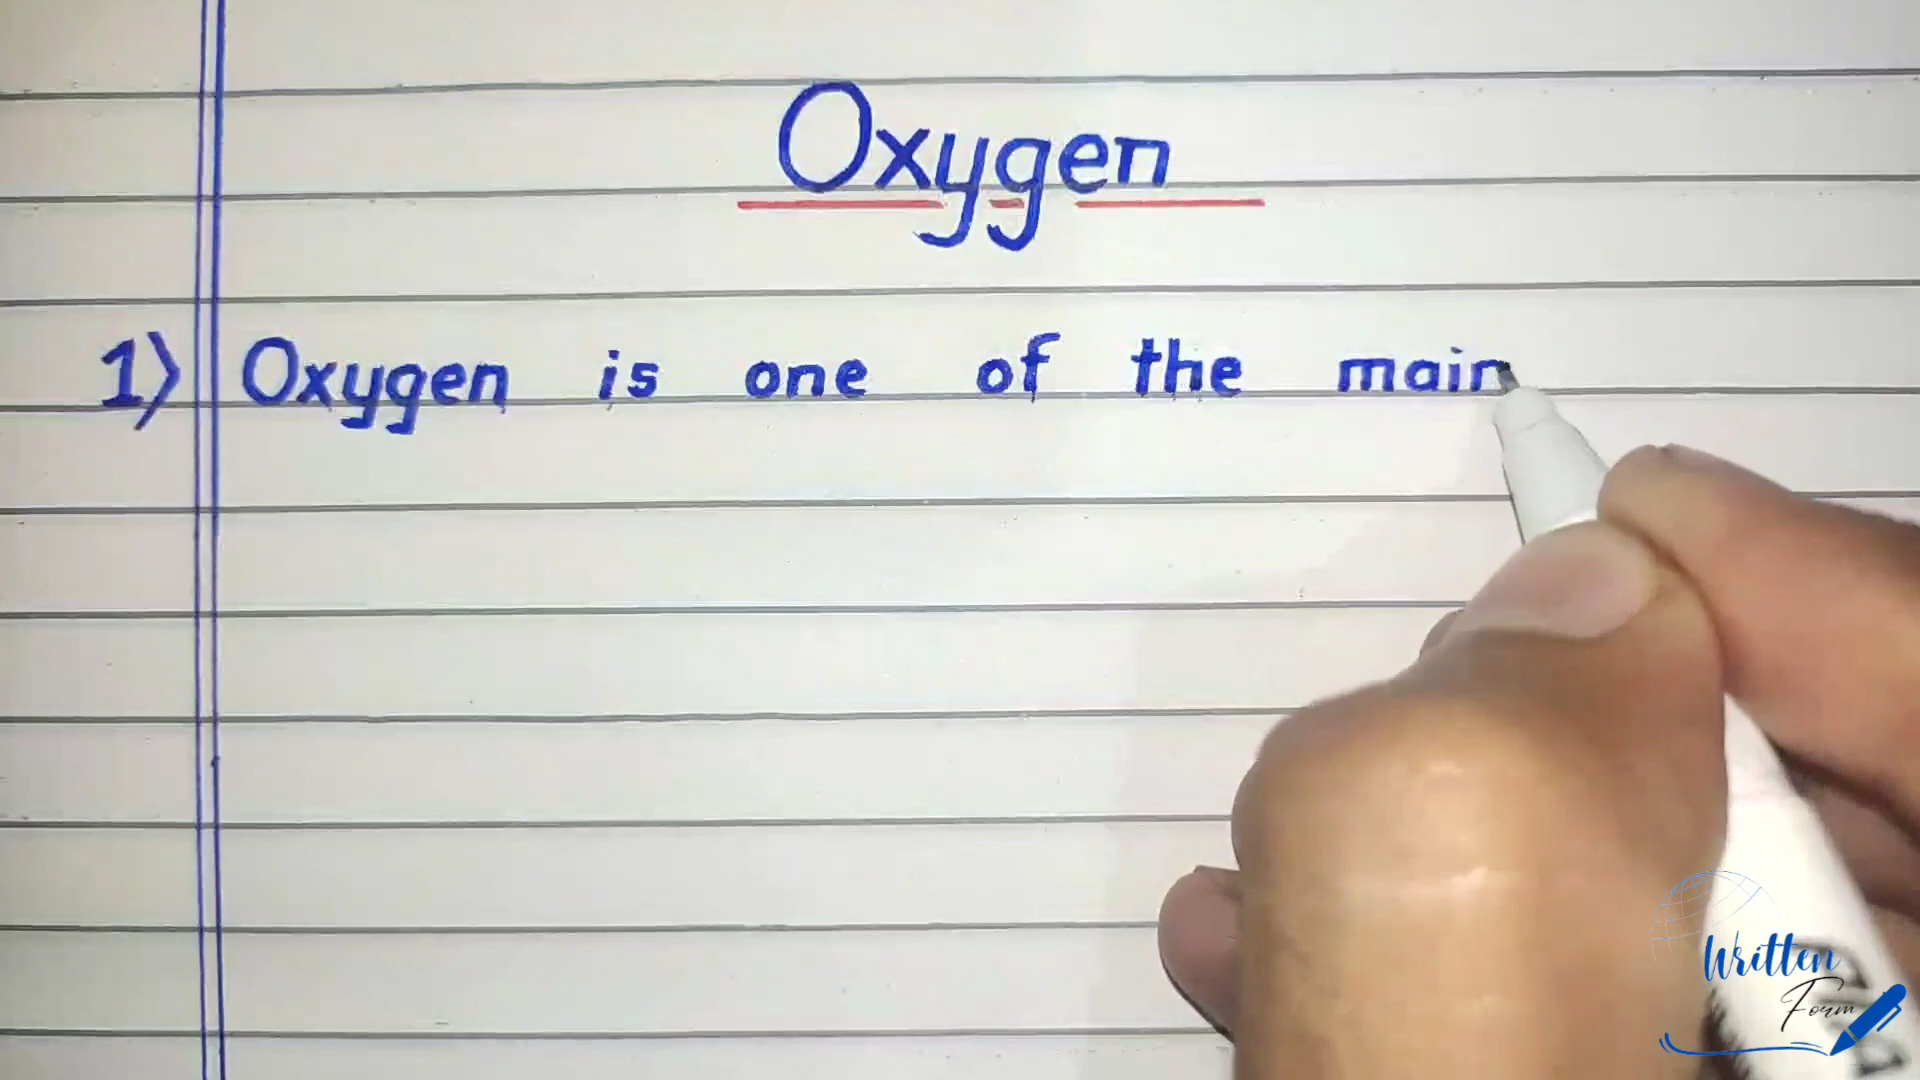 Oxygen
1) Oxygen is one of the main
Written
Form